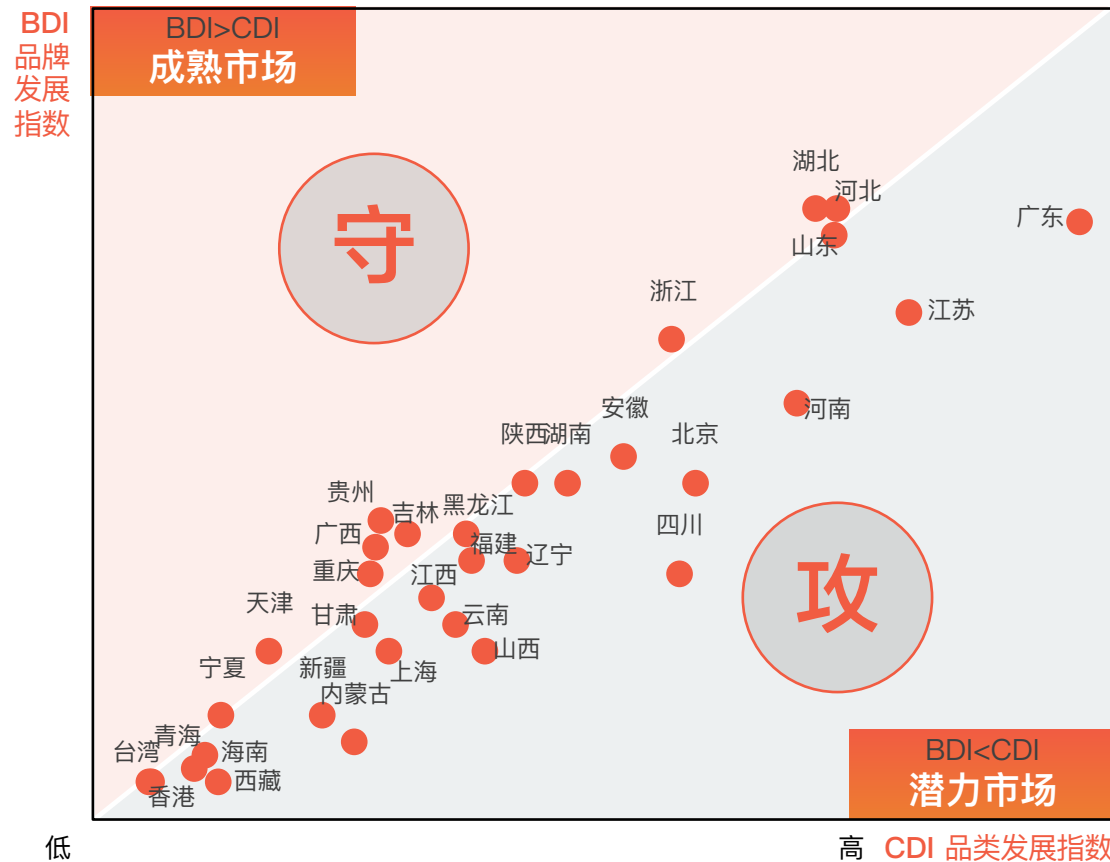 BDI
品牌
发展
指数
BDI>CDI
成熟市场
守
湖北
河北
广东
山东
浙江
江苏
安徽
河南
陕西
湖南
北京
贵州
吉林
黑龙江
四川
广西
福建
辽宁
重庆
江西
攻
天津
甘肃
云南
山西
宁夏
新疆
上海
内蒙古
青海
台湾
海南
西藏
香港
BDI<CDI
潜力市场
低
高
CDI 品类发展指数